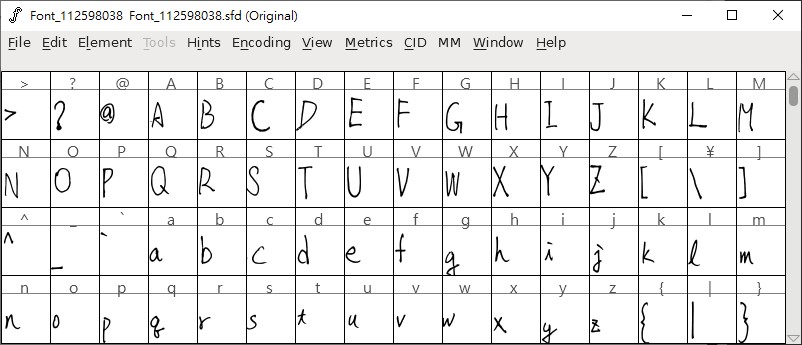 Font_112598038 Font_112598038.sfd (Original)
File Edit Element Tools Hints Encoding View Metrics CID MM Window Help
> ? @ A B C D E F G H I J K L M
> ? @ A B C D E F G H I J K L M
N O P Q R S T U V W X Y Z [ ¥ ]
N O P Q R S T U V W X Y Z [ \ ]
^ _ ` a b c d e f g h i j k l m
^ _ ` a b c d e f g h i j k l m
n o p q r s t u v w x y z { | }
n o p q r s t u v w x y z { | }